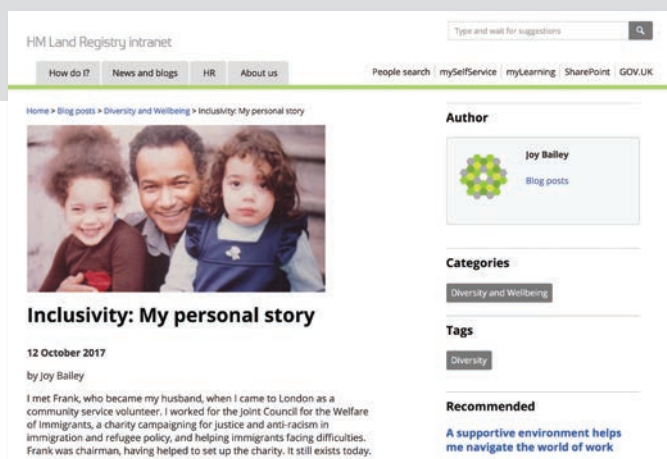 HM Land Registry intranet
Type and wait for suggestions
How do I?
News and blogs
HR
About us
People search
mySelfService
myLearning
SharePoint
GOV.UK
Home > Blog posts > Diversity and Wellbeing > Inclusivity: My personal story
Inclusivity: My personal story
12 October 2017
by Joy Bailey
I met Frank, who became my husband, when I came to London as a
community service volunteer. I worked for the Joint Council for the Welfare
of Immigrants, a charity campaigning for justice and anti-racism in
immigration and refugee policy, and helping immigrants facing difficulties.
Frank was chairman, having helped to set up the charity. It still exists today.
Author
Joy Bailey
Blog posts
Categories
Diversity and Wellbeing
Tags
Diversity
Recommended
A supportive environment helps
me navigate the world of work